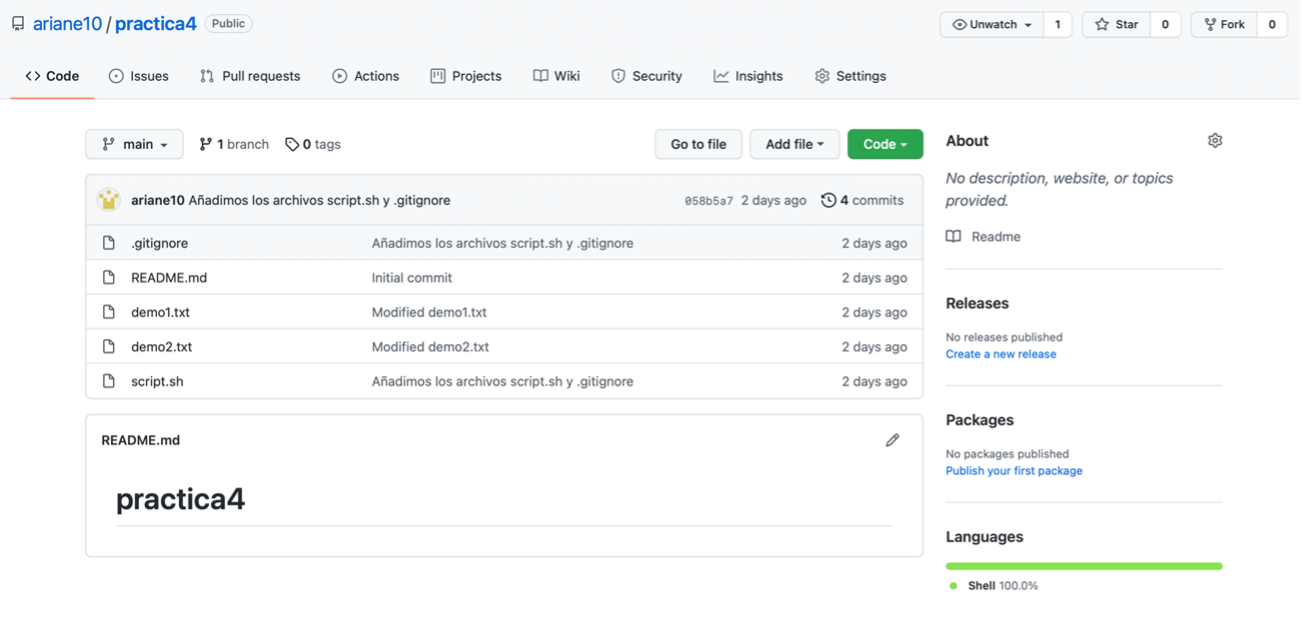 ariane10 / practica4 Public Unwatch 1 Star 0 Fork 0
Code Issues Pull requests Actions Projects Wiki Security Insights Settings
main 1 branch 0 tags Go to file Add file Code
ariane10 Añadimos los archivos script.sh y .gitignore 058b5a7 2 days ago 4 commits
.gitignore Añadimos los archivos script.sh y .gitignore 2 days ago
README.md Initial commit 2 days ago
demo1.txt Modified demo1.txt 2 days ago
demo2.txt Modified demo2.txt 2 days ago
script.sh Añadimos los archivos script.sh y .gitignore 2 days ago
README.md
practica4
About
No description, website, or topics
provided.
Readme
Releases
No releases published
Create a new release
Packages
No packages published
Publish your first package
Languages
Shell 100.0%